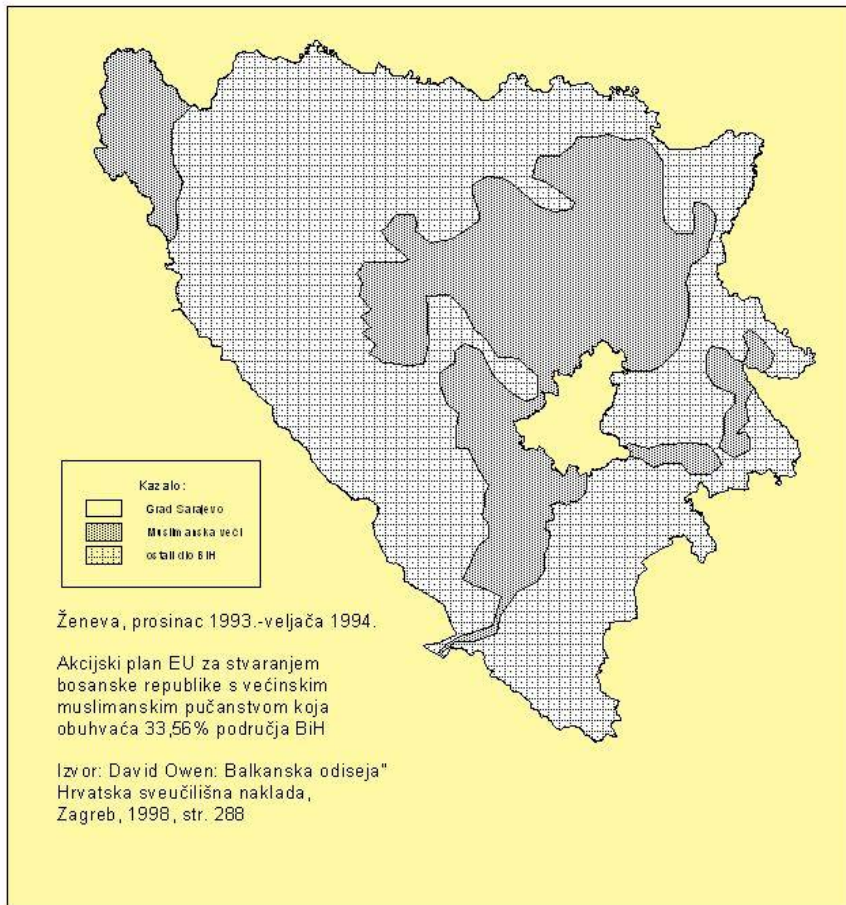 Kazalo:
Grad Sarajevo
Muslimanska veći
ostali dio BiH
Ženeva, prosinac 1993.-veljača 1994.
Akcijski plan EU za stvaranjem
bosanske republike s većinskim
muslimanskim pučanstvom koja
obuhvaća 33,56% područja BiH
Izvor: David Owen: Balkanska odiseja"
Hrvatska sveučilišna naklada,
Zagreb, 1998, str. 288